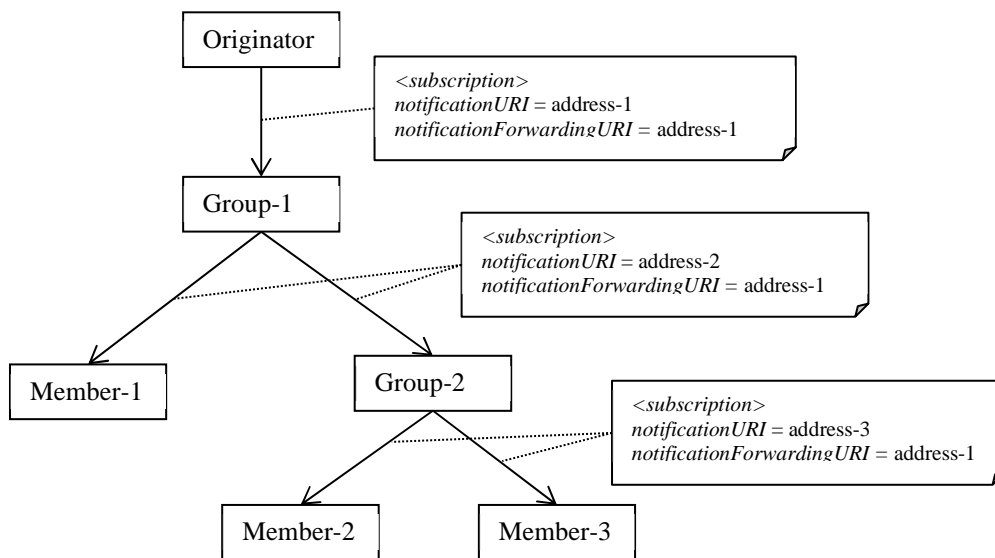 Originator
<subscription>
notificationURI = address-1
notificationForwardingURI = address-1
Group-1
<subscription>
notificationURI = address-2
notificationForwardingURI = address-1
Member-1
Group-2
<subscription>
notificationURI = address-3
notificationForwardingURI = address-1
Member-2
Member-3